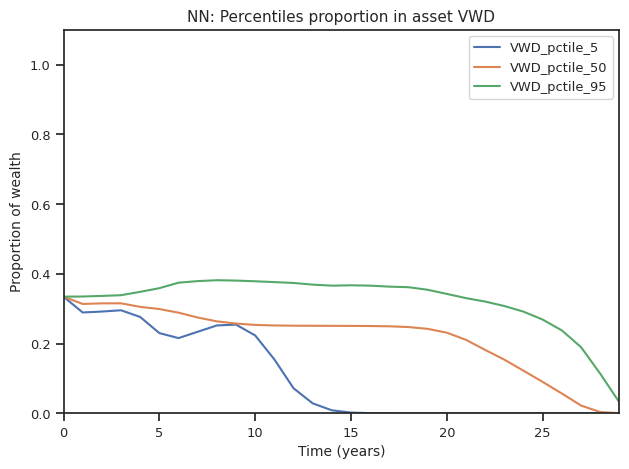 NN: Percentiles proportion in asset VWD
VWD_pctile_5
VWD_pctile_50
VWD_pctile_95
Proportion of wealth
1.0
0.8
0.6
0.4
0.2
0.0
0 5 10 15 20 25
Time (years)